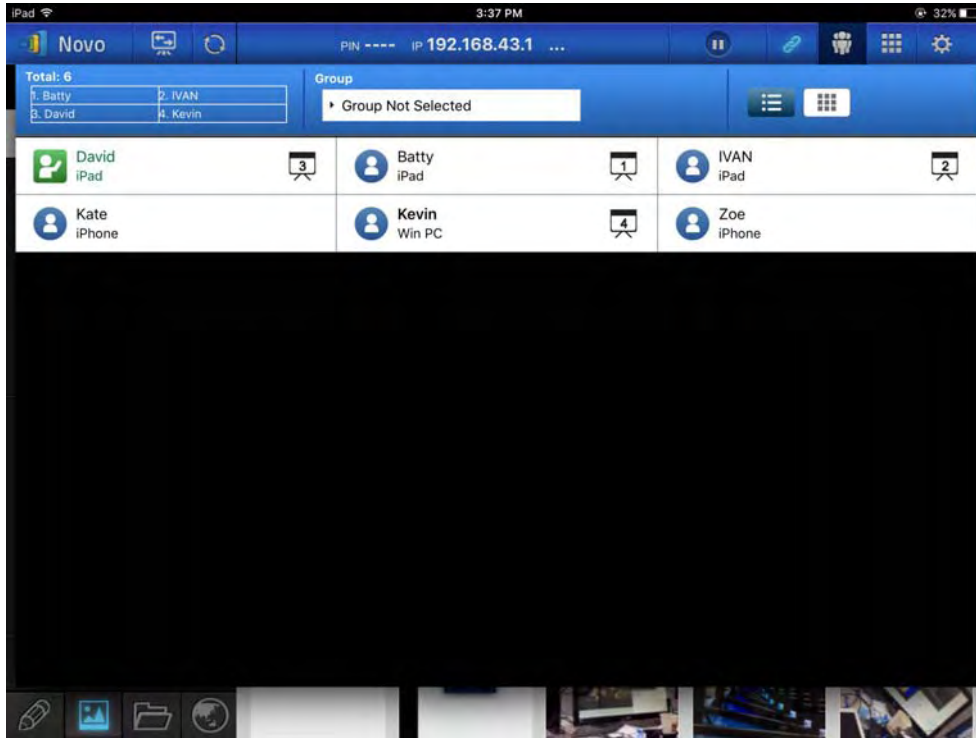 iPad 3:37 PM 32%
Novo PIN ---- IP 192.168.43.1 ...
Total: 6
1. Batty 2. IVAN
3. David 4. Kevin
Group
Group Not Selected
David
iPad
3
Batty
iPad
1
IVAN
iPad
2
Kate
iPhone
Kevin
Win PC
4
Zoe
iPhone